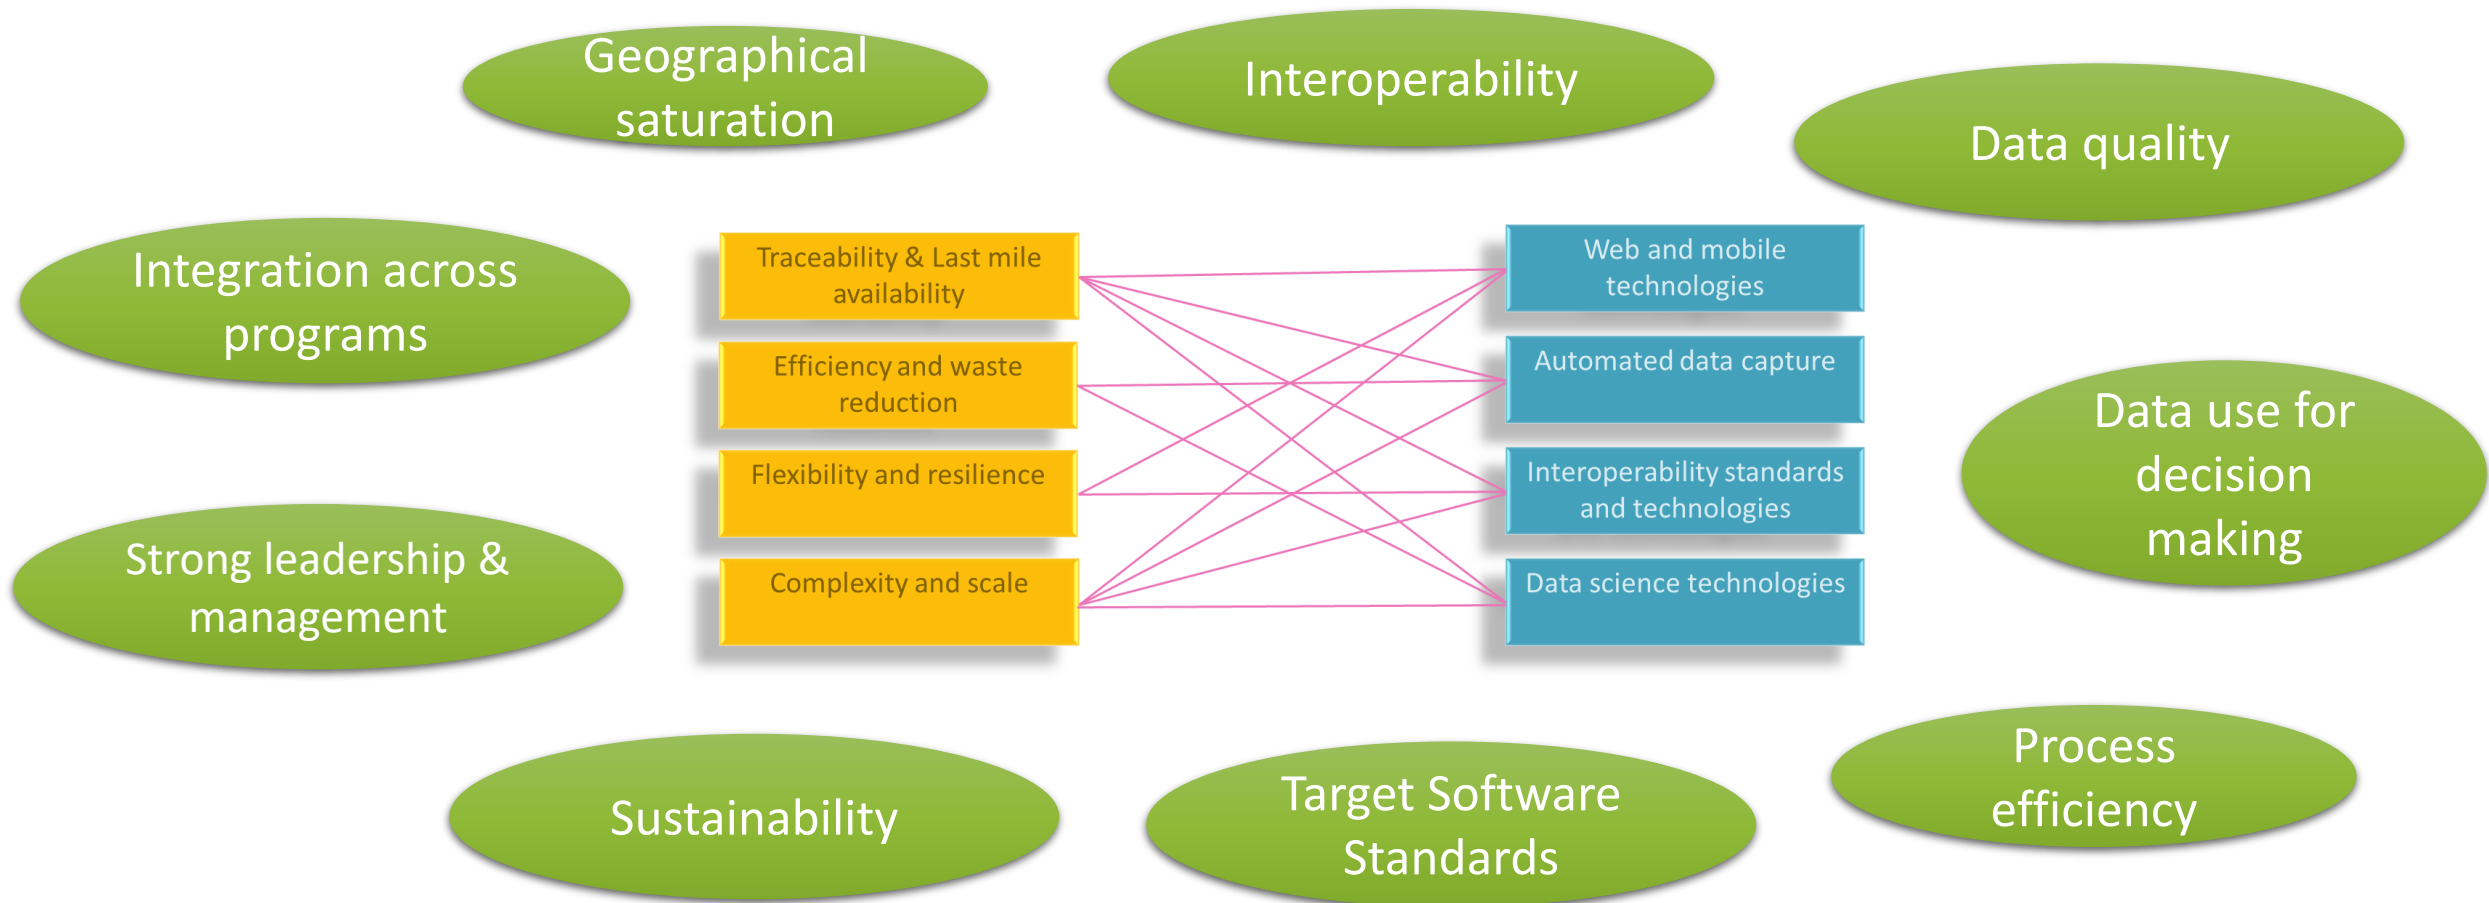 Geographical
saturation
Interoperability
Data quality
Integration across
programs
Traceability & Last mile
availability
Web and mobile
technologies
Efficiency and waste
reduction
Automated data capture
Data use for
decision
making
Flexibility and resilience
Interoperability standards
and technologies
Strong leadership &
management
Complexity and scale
Data science technologies
Sustainability
Target Software
Standards
Process
efficiency